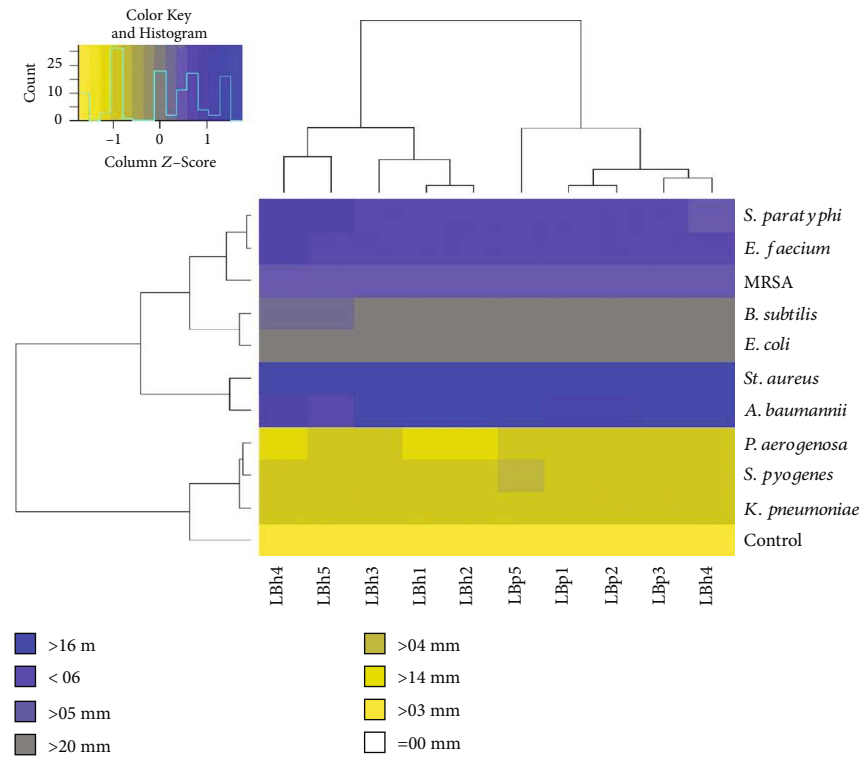 Color Key
and Histogram
Count
25
10
0
−1 0 1
Column Z–Score
S. paratyphi
E. faecium
MRSA
B. subtilis
E. coli
St. aureus
A. baumannii
P. aerogenosa
S. pyogenes
K. pneumoniae
Control
LBh4 LBh5 LBh3 LBh1 LBh2 LBp5 LBp1 LBp2 LBp3 LBh4
>16 m
< 06
>05 mm
>20 mm
>04 mm
>14 mm
>03 mm
=00 mm